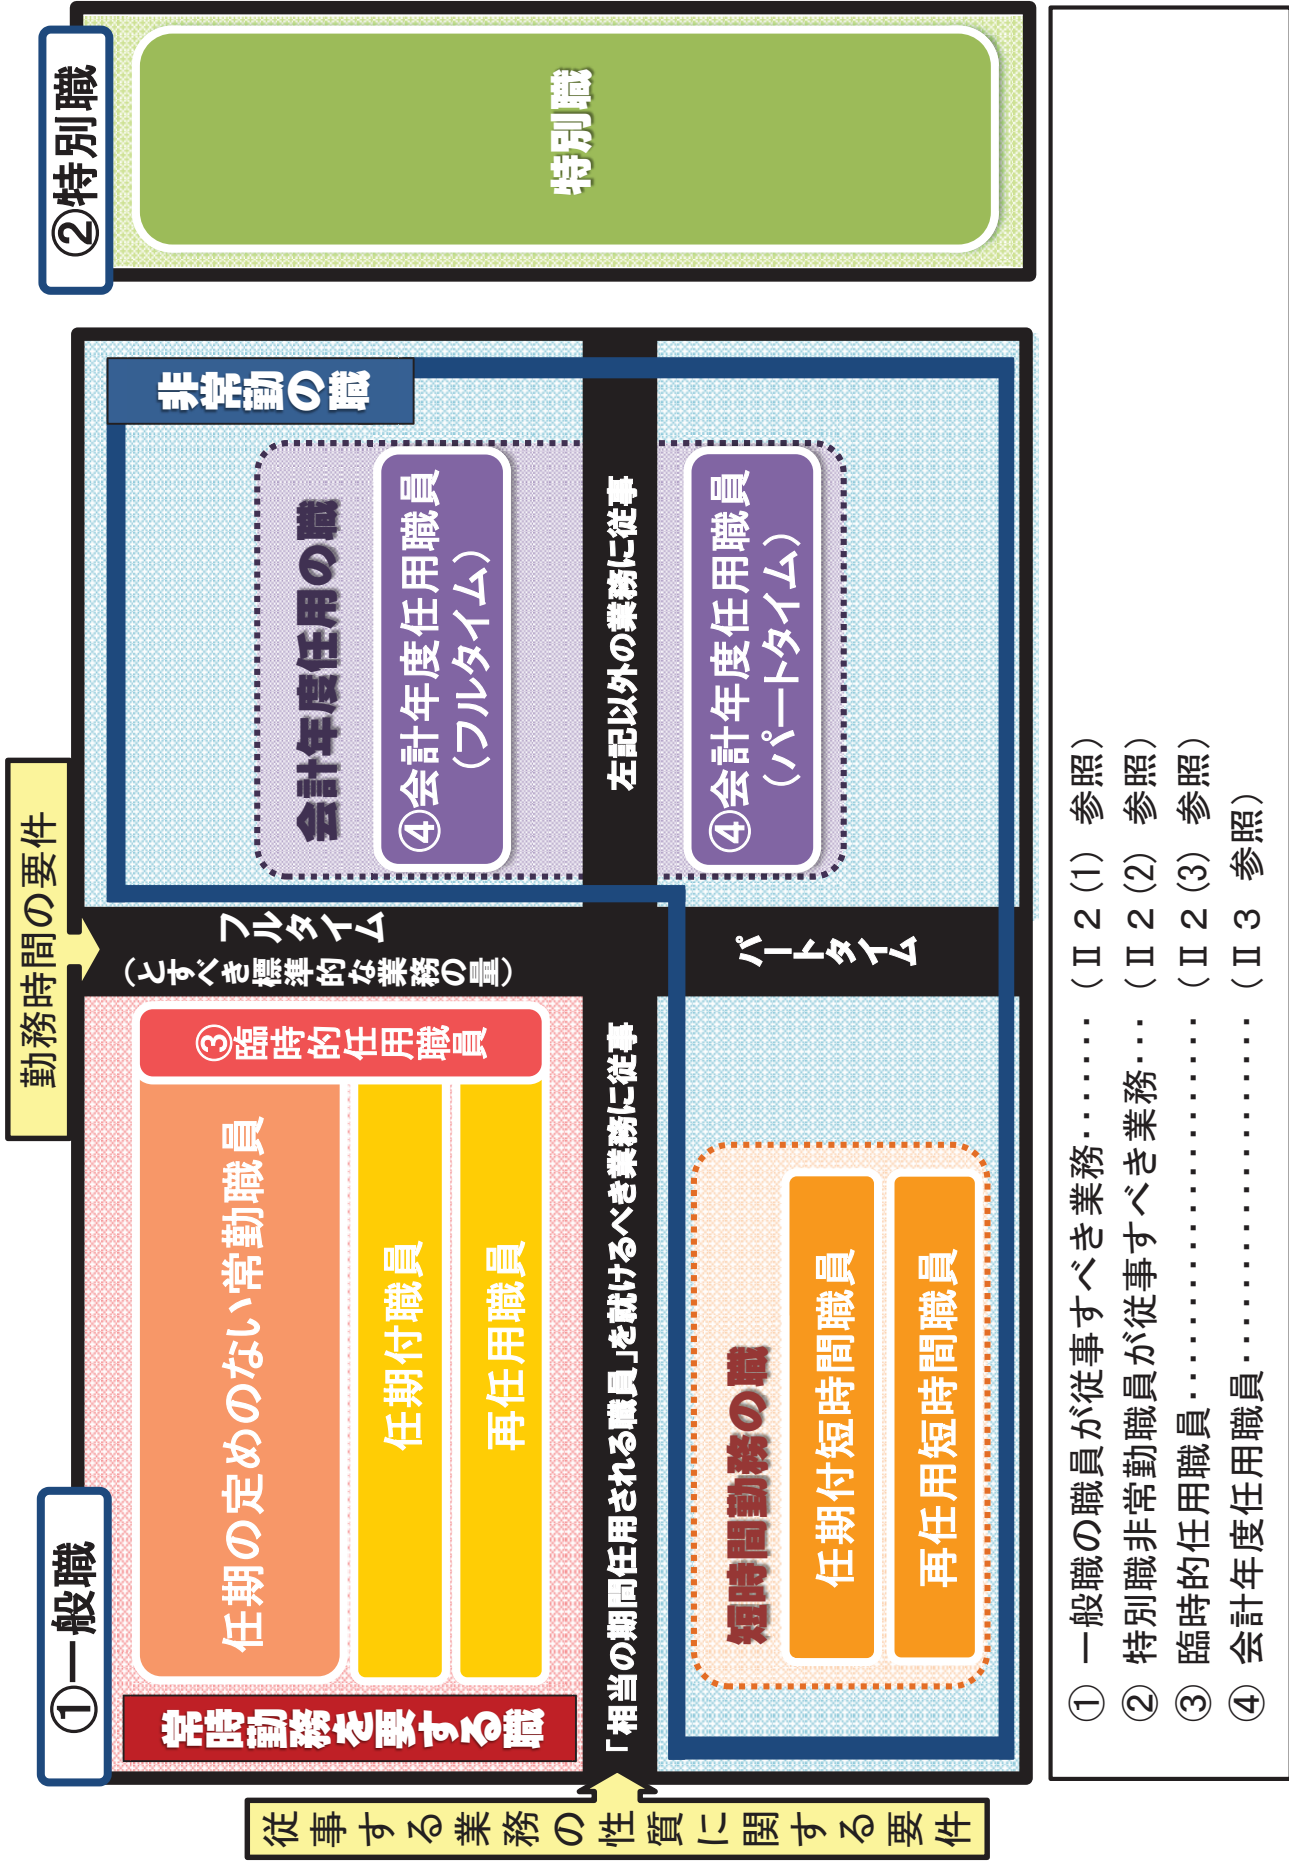 ①一般職
②特別職
勤務時間の要件
従事する業務の性質に関する要件
常時勤務を要する職
任期の定めのない常勤職員
任期付職員
再任用職員
③臨時的任用職員
フルタイム
（とすべき標準的な業務の量）
非常勤の職
会計年度任用の職
④会計年度任用職員
（フルタイム）
特別職
「相当の期間任用される職員」を就けるべき業務に従事
左記以外の業務に従事
短時間勤務の職
任期付短時間職員
再任用短時間職員
パートタイム
④会計年度任用職員
（パートタイム）
① 一般職の職員が従事すべき業務・・・・・・・（Ⅱ２(1) 参照）
② 特別職非常勤職員が従事すべき業務・・・（Ⅱ２(2) 参照）
③ 臨時的任用職員・・・・・・・・・・・・・・・・・・（Ⅱ２(3) 参照）
④ 会計年度任用職員・・・・・・・・・・・・・・・・（Ⅱ３ 参照）